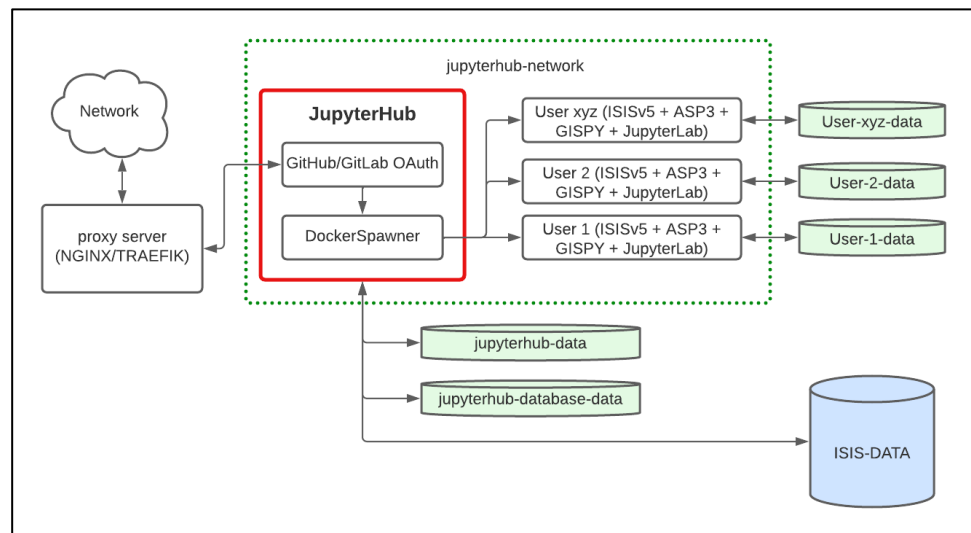 jupyterhub-network
Network
JupyterHub
GitHub/GitLab OAuth
DockerSpawner
proxy server
(NGINX/TRAEFIK)
User xyz (ISISv5 + ASP3 +
GISPY + JupyterLab)
User-xyz-data
User 2 (ISISv5 + ASP3 +
GISPY + JupyterLab)
User-2-data
User 1 (ISISv5 + ASP3 +
GISPY + JupyterLab)
User-1-data
jupyterhub-data
jupyterhub-database-data
ISIS-DATA